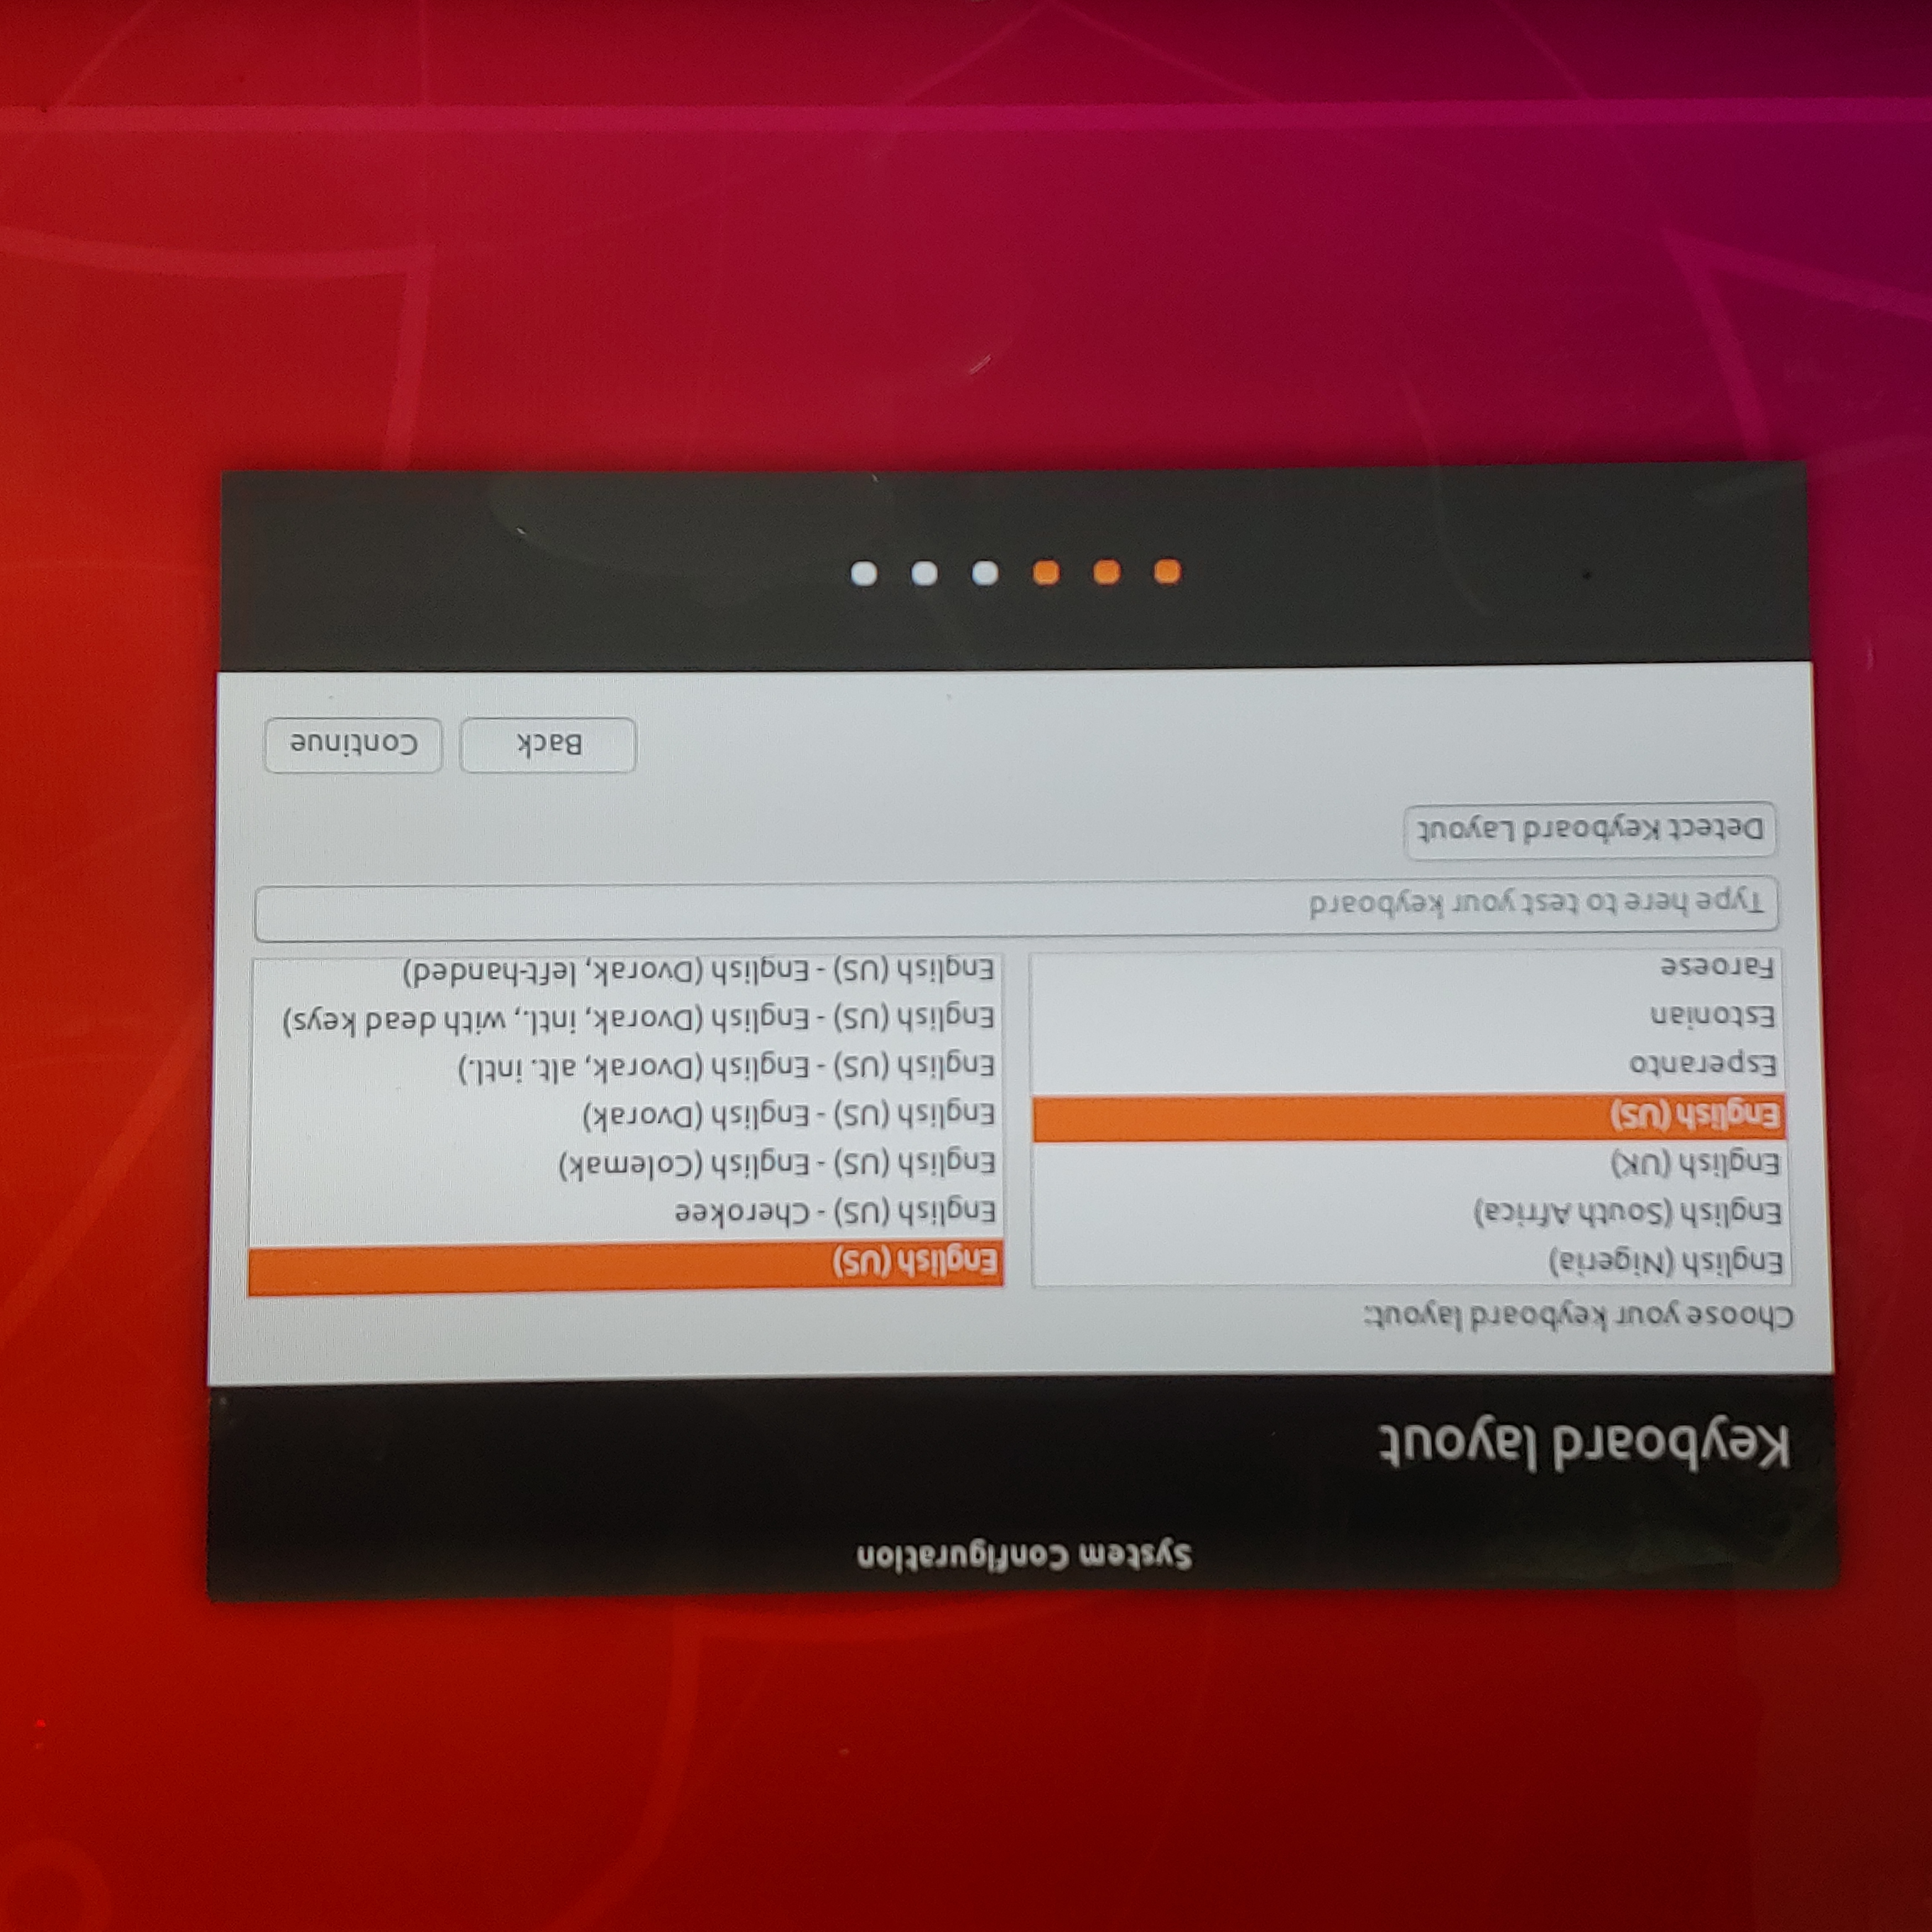 System Configuration
Keyboard layout
Choose your keyboard layout:
English (Nigeria)
English (South Africa)
English (UK)
English (US)
Esperanto
Estonian
Faroese
English (US)
English (US) - Cherokee
English (US) - English (Colemak)
English (US) - English (Dvorak)
English (US) - English (Dvorak, alt. intl.)
English (US) - English (Dvorak, intl., with dead keys)
English (US) - English (Dvorak, left-handed)
Type here to test your keyboard
Detect Keyboard Layout
Back
Continue